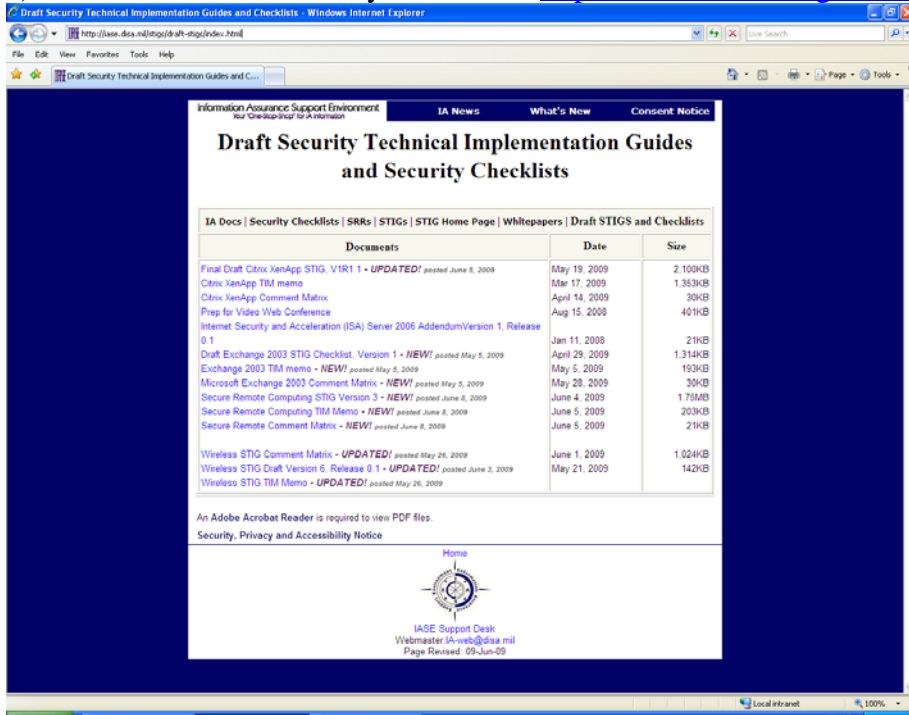 Draft Security Technical Implementation Guides and Checklists - Windows Internet Explorer
http://iase.disa.mil/stigs/draft-stigs/index.html
Live Search
File Edit View Favorites Tools Help
Draft Security Technical Implementation Guides and C...
Page Tools
Information Assurance Support Environment
Your "One-Stop-Shop" for IA information
IA News What's New Consent Notice
Draft Security Technical Implementation Guides
and Security Checklists
IA Docs | Security Checklists | SRRs | STIGs | STIG Home Page | Whitepapers | Draft STIGS and Checklists
Documents Date Size
Final Draft Citrix XenApp STIG, V1R1.1 - UPDATED! posted June 5, 2009 May 19, 2009 2,100KB
Citrix XenApp TIM memo Mar 17, 2009 1,353KB
Citrix XenApp Comment Matrix April 14, 2009 30KB
Prep for Video Web Conference Aug 15, 2008 401KB
Internet Security and Acceleration (ISA) Server 2006 AddendumVersion 1, Release
0.1 Jan 11, 2008 21KB
Draft Exchange 2003 STIG Checklist, Version 1 - NEW! posted May 5, 2009 April 29, 2009 1,314KB
Exchange 2003 TIM memo - NEW! posted May 5, 2009 May 5, 2009 193KB
Microsoft Exchange 2003 Comment Matrix - NEW! posted May 5, 2009 May 28, 2009 30KB
Secure Remote Computing STIG Version 3 - NEW! posted June 8, 2009 June 4, 2009 1.75MB
Secure Remote Computing TIM Memo - NEW! posted June 8, 2009 June 5, 2009 203KB
Secure Remote Comment Matrix - NEW! posted June 8, 2009 June 5, 2009 21KB
Wireless STIG Comment Matrix - UPDATED! posted May 26, 2009 June 1, 2009 1,024KB
Wireless STIG Draft Version 6, Release 0.1 - UPDATED! posted June 3, 2009 May 21, 2009 142KB
Wireless STIG TIM Memo - UPDATED! posted May 26, 2009
An Adobe Acrobat Reader is required to view PDF files.
Security, Privacy and Accessibility Notice
Home
IASE Support Desk
Webmaster:IA-web@disa.mil
Page Revised: 09-Jun-09
Local intranet 100%